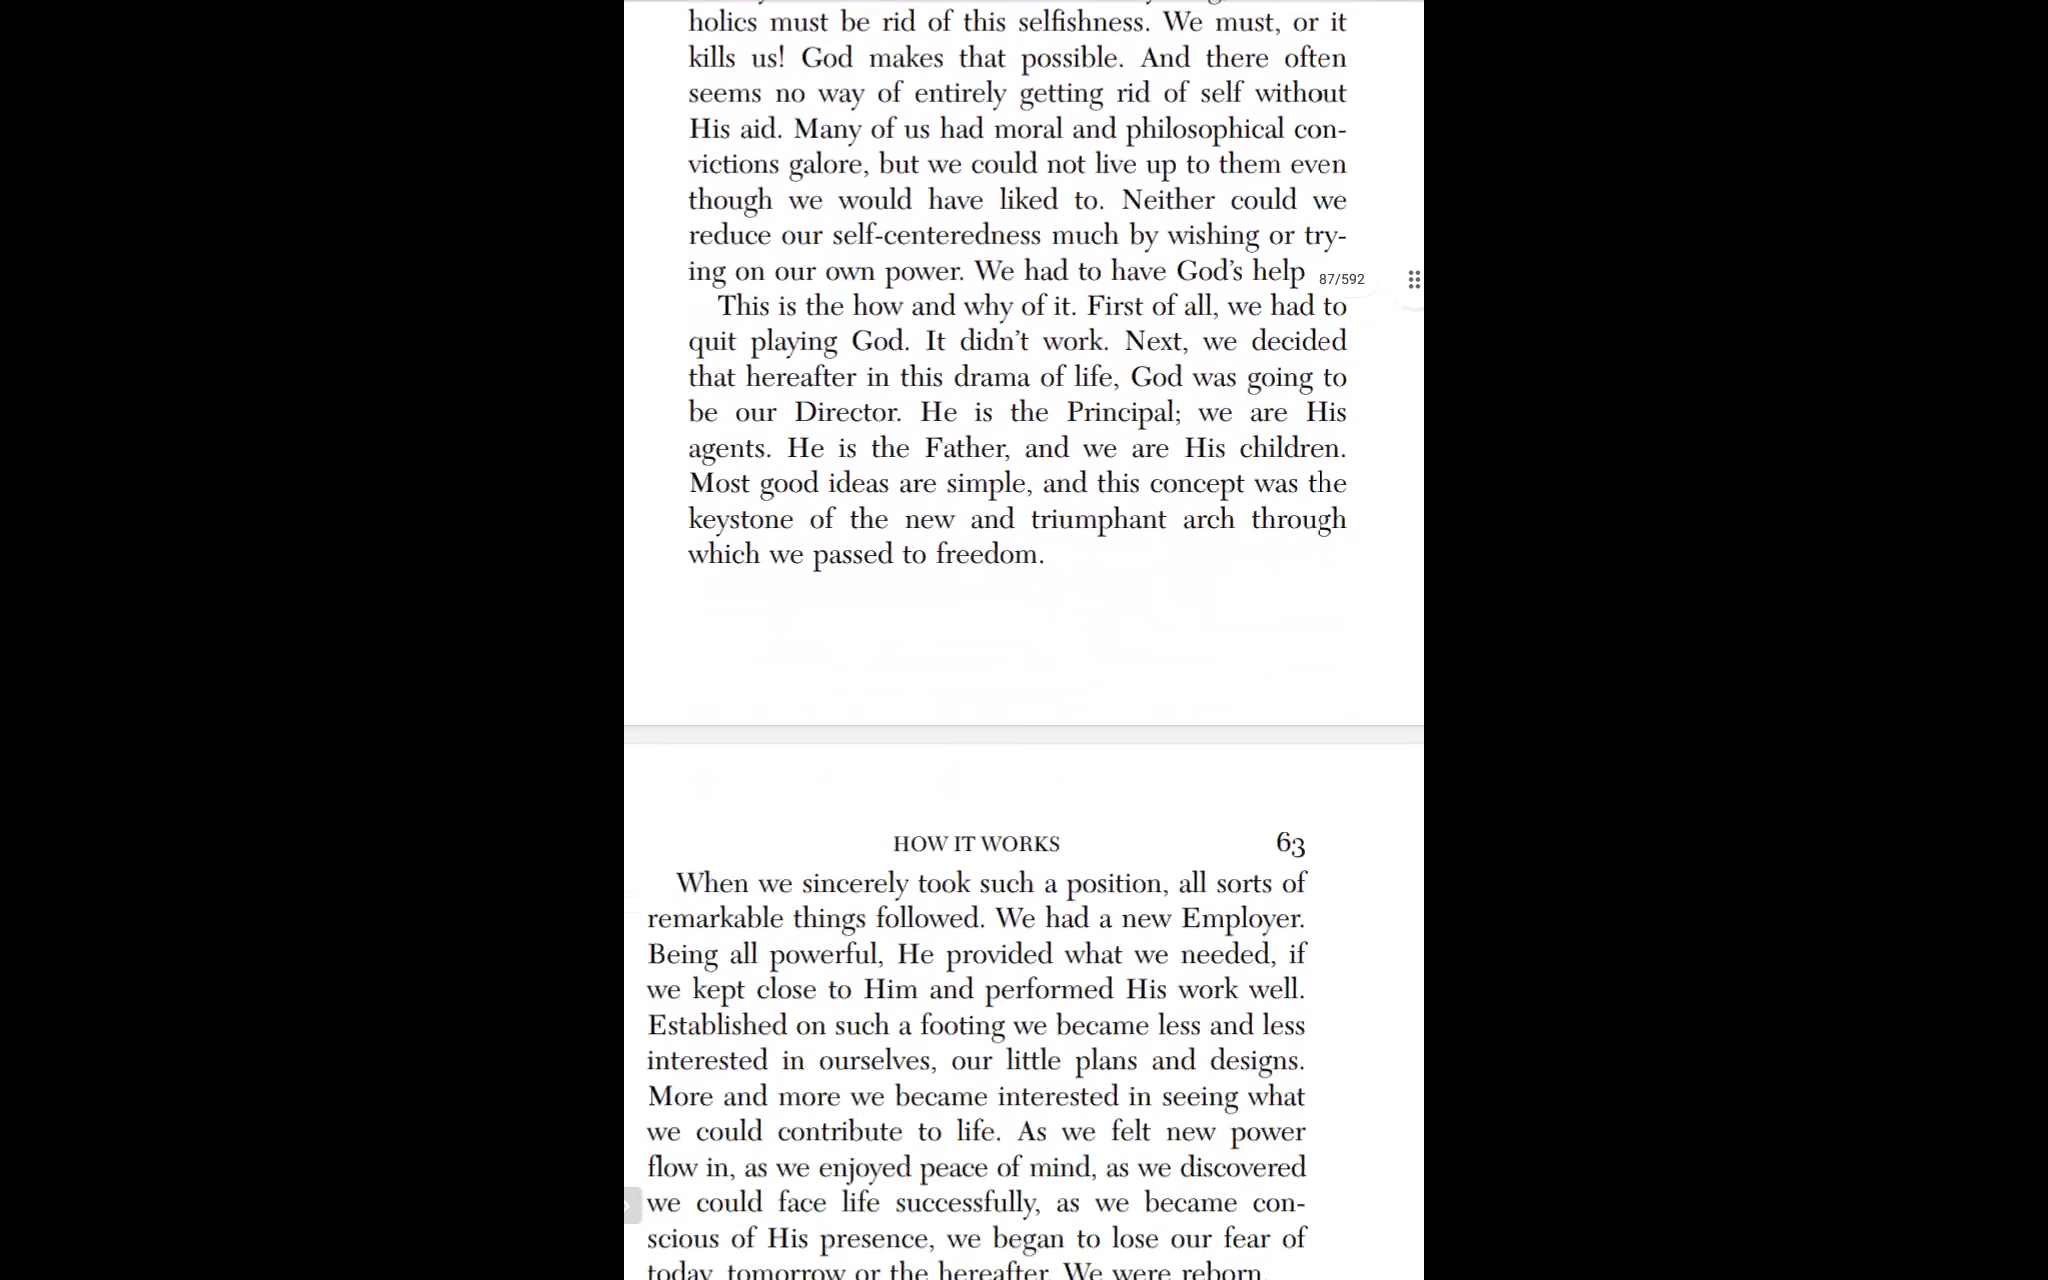 holics must be rid of this selfishness. We must, or it
kills us! God makes that possible. And there often
seems no way of entirely getting rid of self without
His aid. Many of us had moral and philosophical con-
victions galore, but we could not live up to them even
though we would have liked to. Neither could we
reduce our self-centeredness much by wishing or try-
ing on our own power. We had to have God’s help
87/592
This is the how and why of it. First of all, we had to
quit playing God. It didn’t work. Next, we decided
that hereafter in this drama of life, God was going to
be our Director. He is the Principal; we are His
agents. He is the Father, and we are His children.
Most good ideas are simple, and this concept was the
keystone of the new and triumphant arch through
which we passed to freedom.
HOW IT WORKS 63
When we sincerely took such a position, all sorts of
remarkable things followed. We had a new Employer.
Being all powerful, He provided what we needed, if
we kept close to Him and performed His work well.
Established on such a footing we became less and less
interested in ourselves, our little plans and designs.
More and more we became interested in seeing what
we could contribute to life. As we felt new power
flow in, as we enjoyed peace of mind, as we discovered
we could face life successfully, as we became con-
scious of His presence, we began to lose our fear of
today, tomorrow or the hereafter. We were reborn.